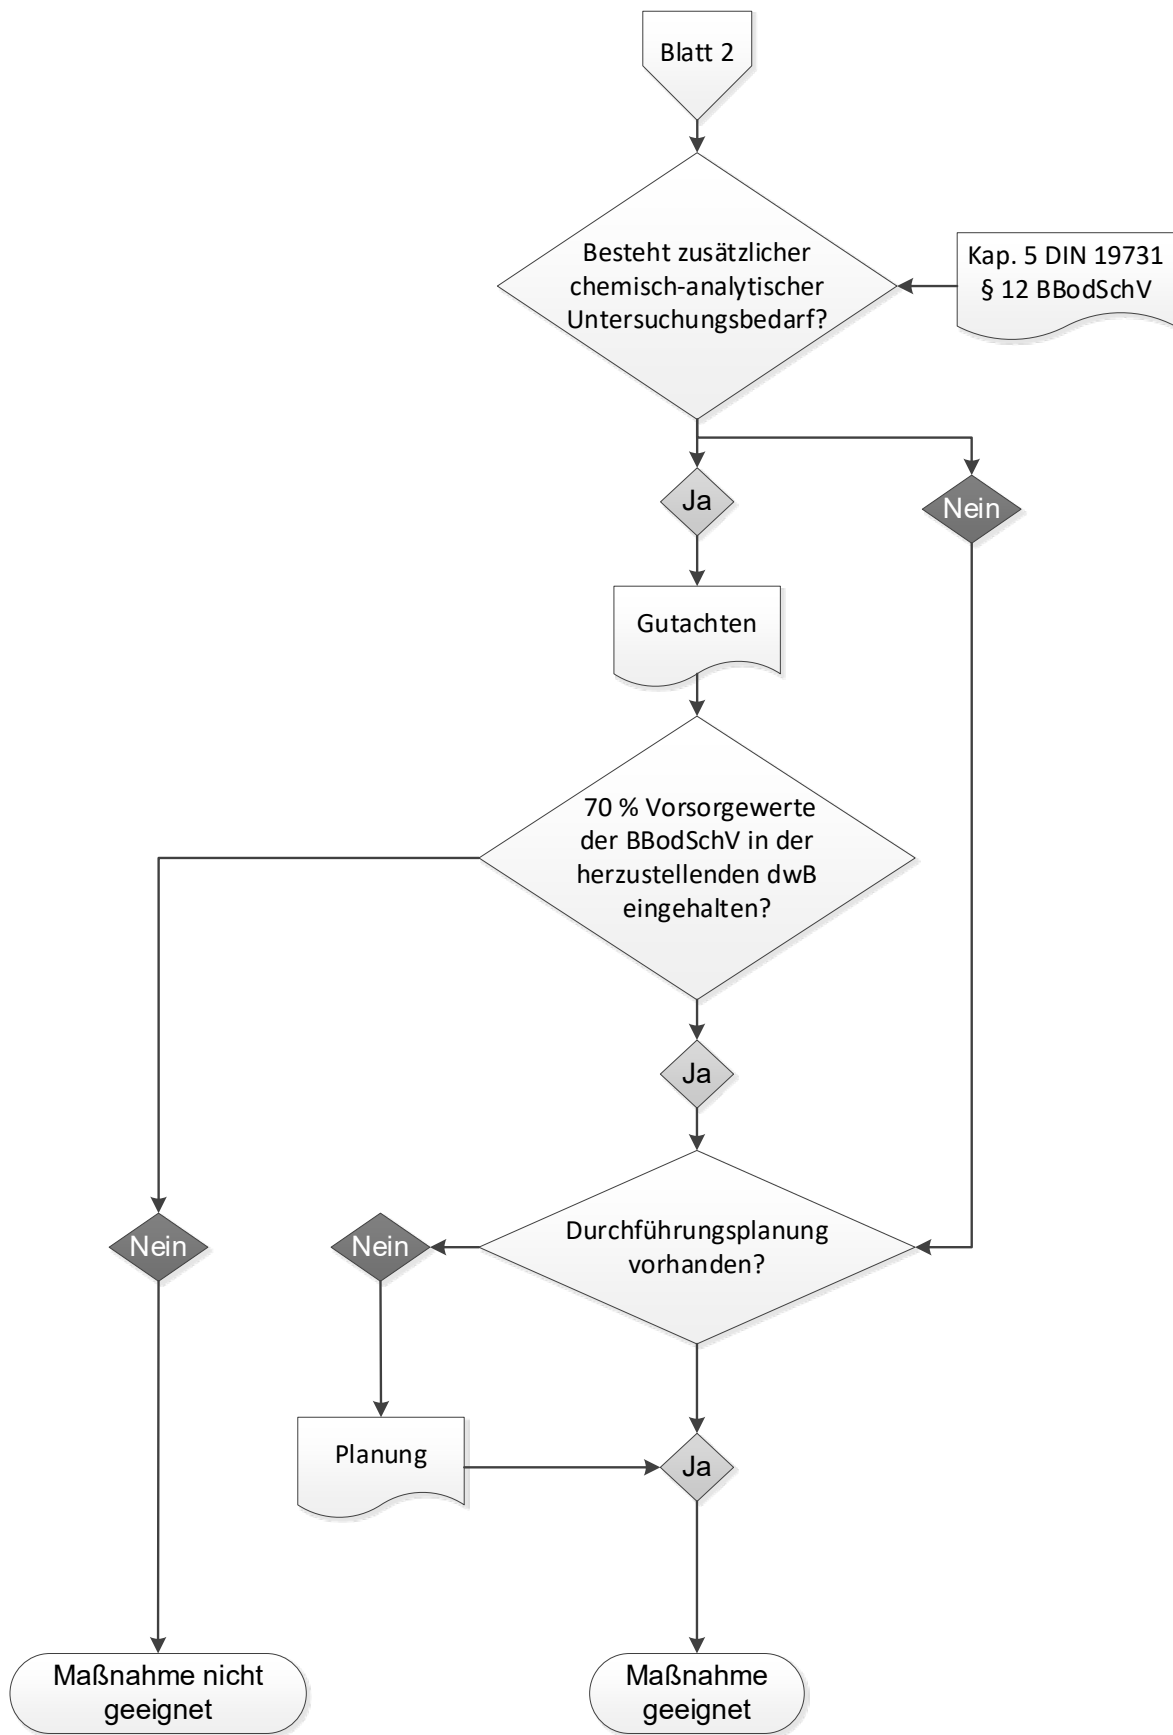 Blatt 2
Besteht zusätzlicher
chemisch-analytischer
Untersuchungsbedarf?
Kap. 5 DIN 19731
§ 12 BBodSchV
Ja
Nein
Gutachten
70 % Vorsorgewerte
der BBodSchV in der
herzustellenden dwB
eingehalten?
Ja
Nein
Nein
Durchführungsplanung
vorhanden?
Planung
Ja
Maßnahme nicht
geeignet
Maßnahme
geeignet